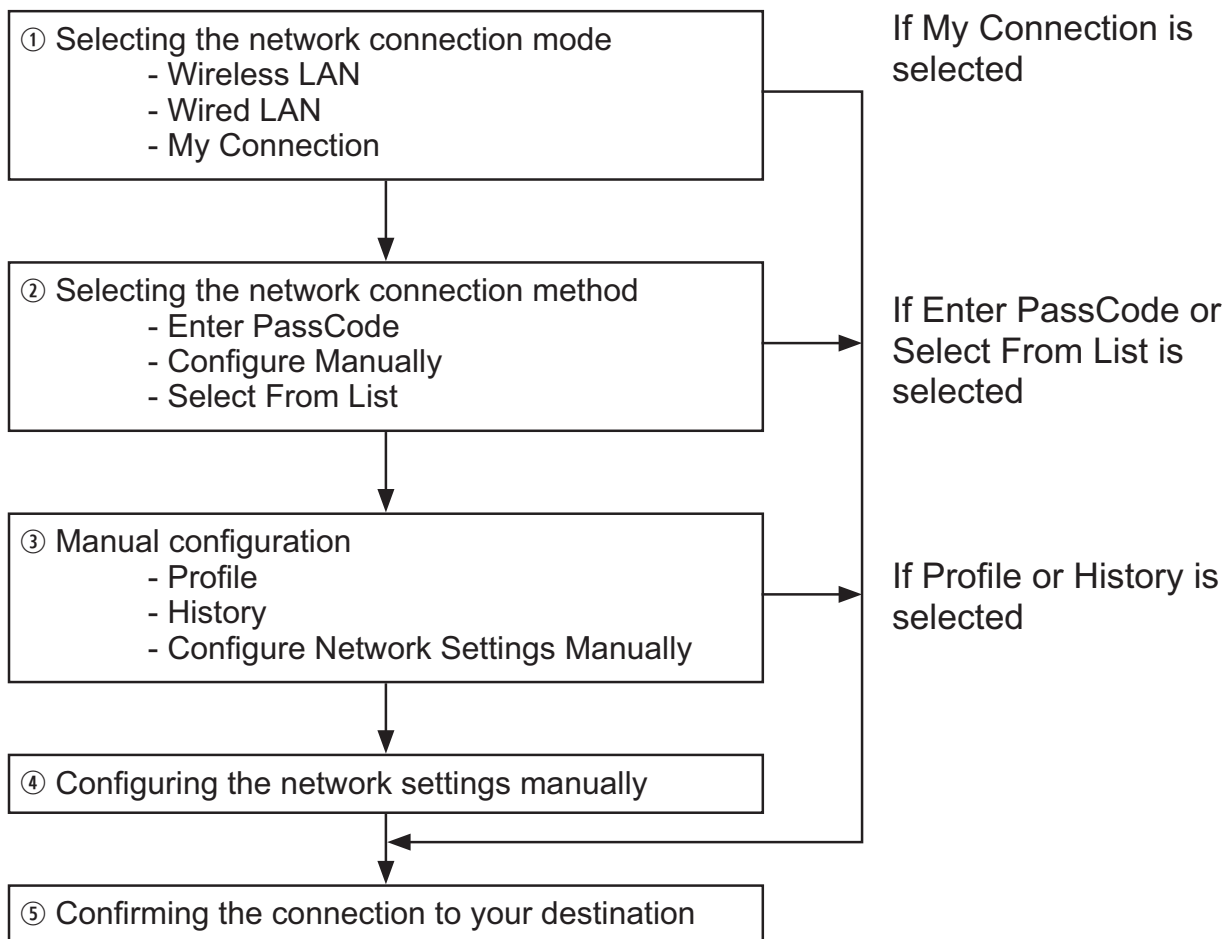 ① Selecting the network connection mode
- Wireless LAN
- Wired LAN
- My Connection
If My Connection is
selected
② Selecting the network connection method
- Enter PassCode
- Configure Manually
- Select From List
If Enter PassCode or
Select From List is
selected
③ Manual configuration
- Profile
- History
- Configure Network Settings Manually
If Profile or History is
selected
④ Configuring the network settings manually
⑤ Confirming the connection to your destination